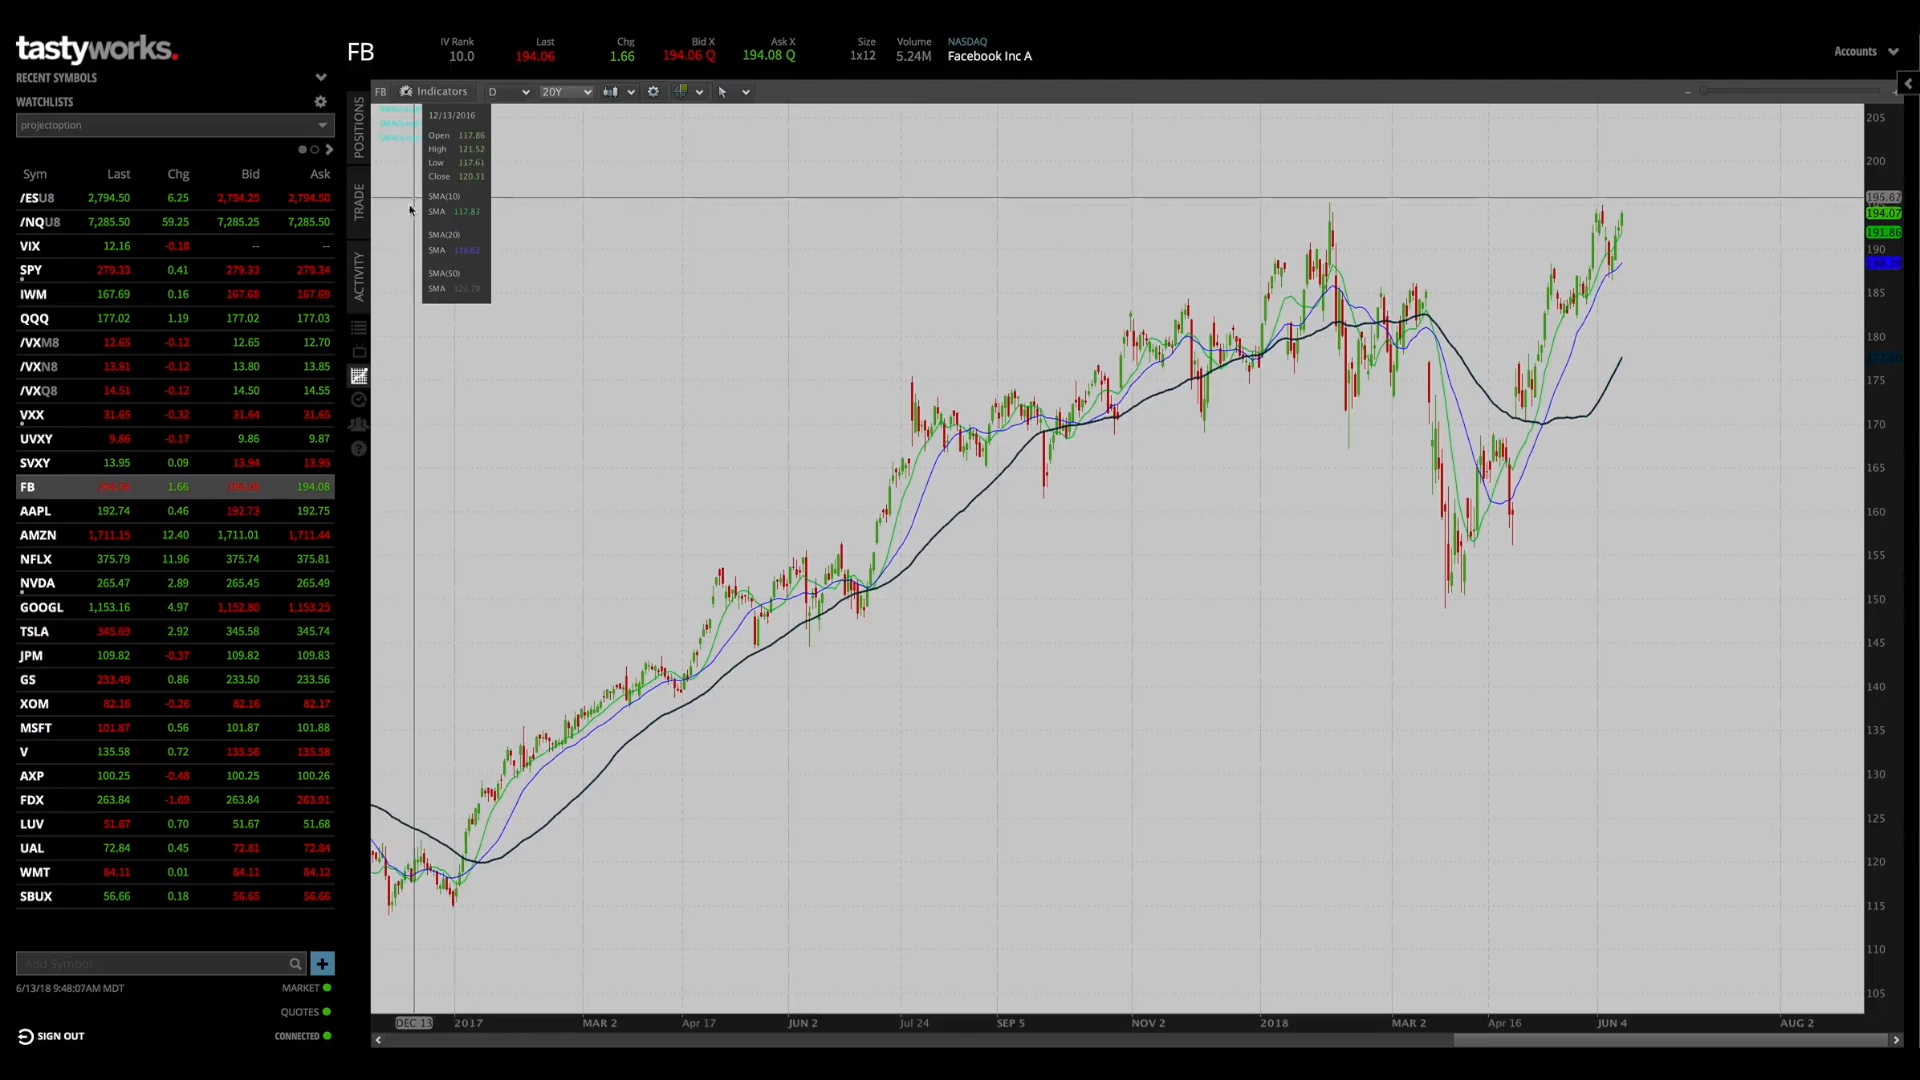 tastyworks.
RECENT SYMBOLS
WATCHLISTS
projectoption
Sym Last Chg Bid Ask
/ESU8 2,794.50 6.25 2,794.25 2,794.50
/NQU8 7,285.50 59.25 7,285.25 7,285.50
VIX 12.16 -0.18 -- --
SPY 279.33 0.41 279.33 279.34
IWM 167.69 0.16 167.68 167.69
QQQ 177.02 1.19 177.02 177.03
/VXM8 12.65 -0.12 12.65 12.70
/VXN8 13.81 -0.12 13.80 13.85
/VXQ8 14.51 -0.12 14.50 14.55
VXX 31.65 -0.32 31.64 31.65
UVXY 9.86 -0.17 9.86 9.87
SVXY 13.95 0.09 13.94 13.95
FB 1.66 194.08
AAPL 192.74 0.46 192.73 192.75
AMZN 1,711.15 12.40 1,711.01 1,711.44
NFLX 375.79 11.96 375.74 375.81
NVDA 265.47 2.89 265.45 265.49
GOOGL 1,153.16 4.97 1,152.80 1,153.25
TSLA 345.69 2.92 345.58 345.74
JPM 109.82 -0.37 109.82 109.83
GS 233.49 0.86 233.50 233.56
XOM 82.16 -0.26 82.16 82.17
MSFT 101.87 0.56 101.87 101.88
V 135.58 0.72 135.56 135.58
AXP 100.25 -0.48 100.25 100.26
FDX 263.84 -1.69 263.84 263.91
LUV 51.67 0.70 51.67 51.68
UAL 72.84 0.45 72.81 72.84
WMT 84.11 0.01 84.11 84.12
SBUX 56.66 0.18 56.65 56.66
Add Symbol
6/13/18 9:48:07AM MDT MARKET
QUOTES
SIGN OUT CONNECTED
POSITIONS
TRADE
ACTIVITY
FB
IV Rank Last Chg Bid X Ask X Size Volume NASDAQ
10.0 194.06 1.66 194.06 Q 194.08 Q 1x12 5.24M Facebook Inc A
Accounts
FB Indicators D 20Y
12/13/2016
Open 117.86
High 121.52
Low 117.61
Close 120.31
SMA(10)
SMA 117.83
SMA(20)
SMA
SMA(50)
SMA 122.79
205
200
195.87
194.07
191.86
190
185
180
177.60
175
170
165
160
155
150
145
140
135
130
125
120
115
110
105
DEC 13 2017 MAR 2 Apr 17 JUN 2 Jul 24 SEP 5 NOV 2 2018 MAR 2 Apr 16 JUN 4 AUG 2